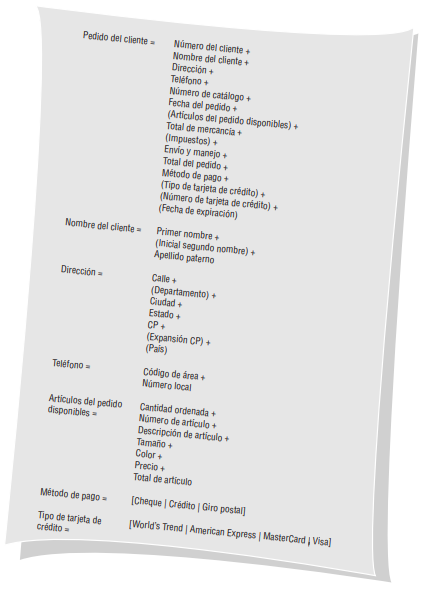 Pedido del cliente = Número del cliente +
Nombre del cliente +
Dirección +
Teléfono +
Número de catálogo +
Fecha del pedido +
(Artículos del pedido disponibles) +
Total de mercancía +
(Impuestos) +
Envío y manejo +
Total del pedido +
Método de pago +
(Tipo de tarjeta de crédito) +
(Número de tarjeta de crédito) +
(Fecha de expiración)
Nombre del cliente = Primer nombre +
(Inicial segundo nombre) +
Apellido paterno
Dirección = Calle +
(Departamento) +
Ciudad +
Estado +
CP +
(Expansión CP) +
(País)
Teléfono = Código de área +
Número local
Artículos del pedido
disponibles = Cantidad ordenada +
Número de artículo +
Descripción de artículo +
Tamaño +
Color +
Precio +
Total de artículo
Método de pago = [Cheque | Crédito | Giro postal]
Tipo de tarjeta de
crédito = [World's Trend | American Express | MasterCard | Visa]